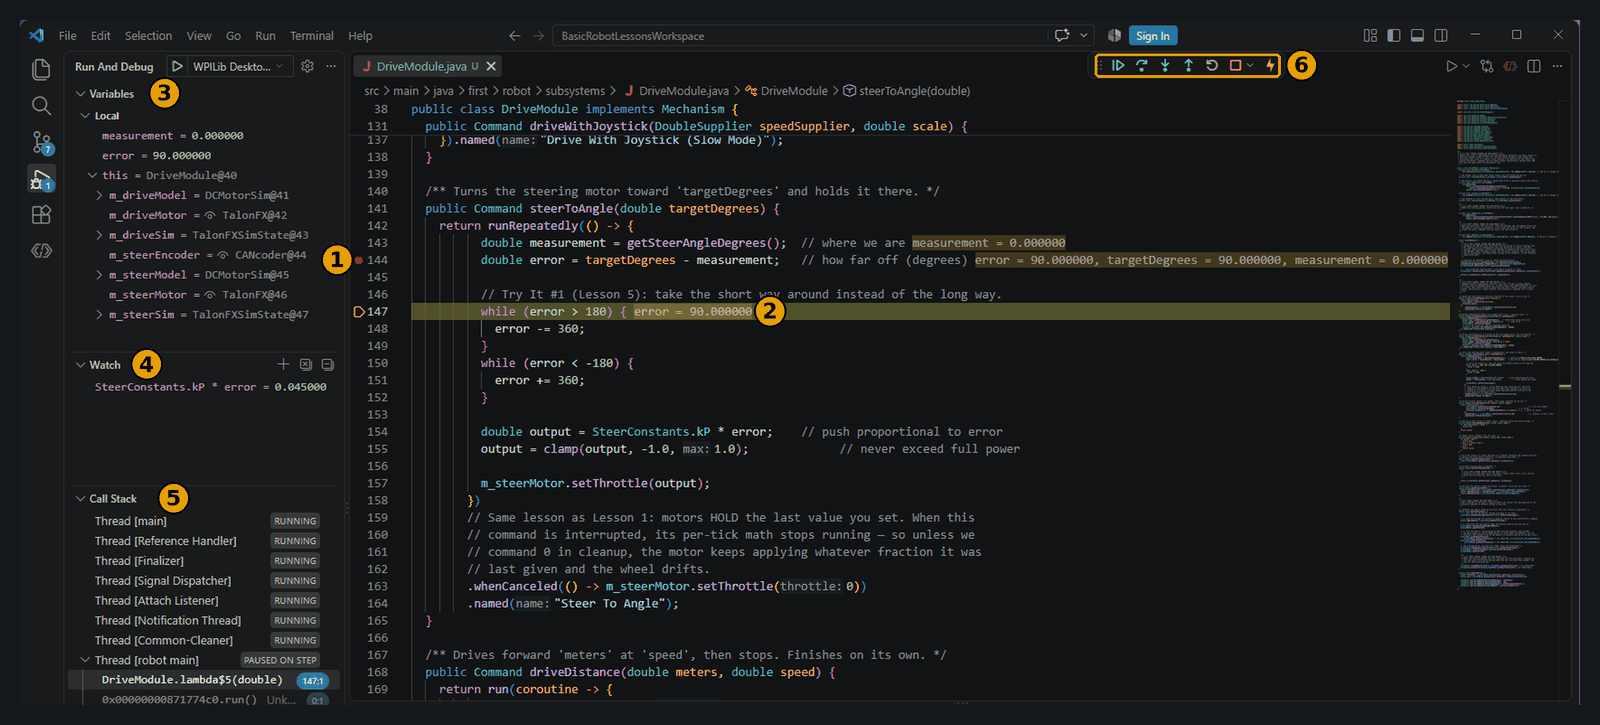 File Edit Selection View Go Run Terminal Help
BasicRobotLessonsWorkspace
Sign In
Run And Debug
WPILib Deskto...
Variables
3
Local
measurement = 0.000000
error = 90.000000
this = DriveModule@40
m_driveModel = DCMotorSim@41
m_driveMotor = TalonFX@42
m_driveSim = TalonFXSimState@43
m_steerEncoder = CANcoder@44
m_steerModel = DCMotorSim@45
m_steerMotor = TalonFX@46
m_steerSim = TalonFXSimState@47
Watch
4
SteerConstants.kP * error = 0.045000
Call Stack
5
Thread [main] RUNNING
Thread [Reference Handler] RUNNING
Thread [Finalizer] RUNNING
Thread [Signal Dispatcher] RUNNING
Thread [Attach Listener] RUNNING
Thread [Notification Thread] RUNNING
Thread [Common-Cleaner] RUNNING
Thread [robot main] PAUSED ON STEP
DriveModule.lambda$5(double) 147:1
0x00000000871774c0.run() Unk... 0:1
7
1
DriveModule.java U
6
src > main > java > first > robot > subsystems > DriveModule.java > DriveModule > steerToAngle(double)
38 public class DriveModule implements Mechanism {
131 public Command driveWithJoystick(DoubleSupplier speedSupplier, double scale) {
137 }).named(name: "Drive With Joystick (Slow Mode)");
138 }
139
140 /** Turns the steering motor toward 'targetDegrees' and holds it there. */
141 public Command steerToAngle(double targetDegrees) {
142 return runRepeatedly(() -> {
143 double measurement = getSteerAngleDegrees(); // where we are measurement = 0.000000
1
144 double error = targetDegrees - measurement; // how far off (degrees) error = 90.000000, targetDegrees = 90.000000, measurement = 0.000000
145
146 // Try It #1 (Lesson 5): take the short way around instead of the long way.
147 while (error > 180) { error = 90.000000
2
148 error -= 360;
149 }
150 while (error < -180) {
151 error += 360;
152 }
153
154 double output = SteerConstants.kP * error; // push proportional to error
155 output = clamp(output, -1.0, max: 1.0); // never exceed full power
156
157 m_steerMotor.setThrottle(output);
158 })
159 // Same lesson as Lesson 1: motors HOLD the last value you set. When this
160 // command is interrupted, its per-tick math stops running — so unless we
161 // command 0 in cleanup, the motor keeps applying whatever fraction it was
162 // last given and the wheel drifts.
163 .whenCanceled(() -> m_steerMotor.setThrottle(throttle: 0))
164 .named(name: "Steer To Angle");
165 }
166
167 /** Drives forward 'meters' at 'speed', then stops. Finishes on its own. */
168 public Command driveDistance(double meters, double speed) {
169 return run(coroutine -> {